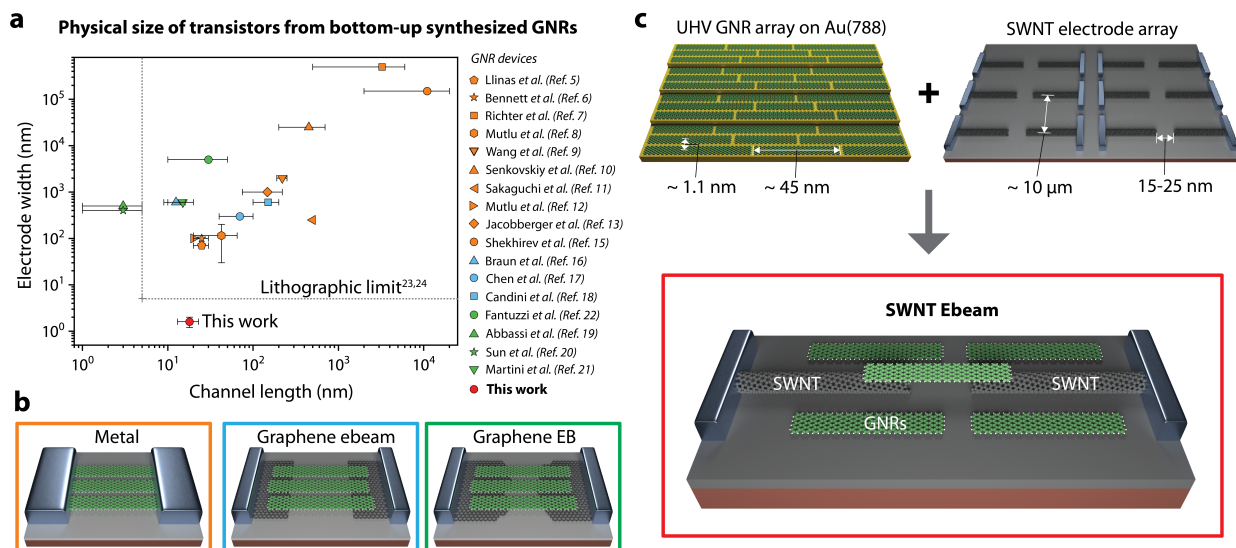 a
Physical size of transistors from bottom-up synthesized GNRs
Electrode width (nm)
10⁵
10⁴
10³
10²
10¹
10⁰
Lithographic limit²³,²⁴
This work
10⁰ 10¹ 10² 10³ 10⁴
Channel length (nm)
GNR devices
Llinas et al. (Ref. 5)
Bennett et al. (Ref. 6)
Richter et al. (Ref. 7)
Mutlu et al. (Ref. 8)
Wang et al. (Ref. 9)
Senkovskiy et al. (Ref. 10)
Sakaguchi et al. (Ref. 11)
Mutlu et al. (Ref. 12)
Jacobberger et al. (Ref. 13)
Shekhirev et al. (Ref. 15)
Braun et al. (Ref. 16)
Chen et al. (Ref. 17)
Candini et al. (Ref. 18)
Fantuzzi et al. (Ref. 22)
Abbassi et al. (Ref. 19)
Sun et al. (Ref. 20)
Martini et al. (Ref. 21)
This work
b
Metal
Graphene ebeam
Graphene EB
c
UHV GNR array on Au(788)
~ 1.1 nm
~ 45 nm
+
SWNT electrode array
~ 10 µm
15-25 nm
SWNT Ebeam
SWNT
SWNT
GNRs